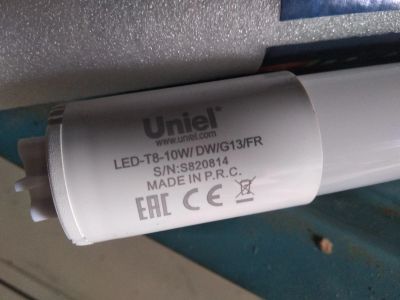 Uniel®
www.uniel.com
LED-T8-10W/DW/G13/FR
S/N:S820814
MADE IN P.R.C.
EAC CE